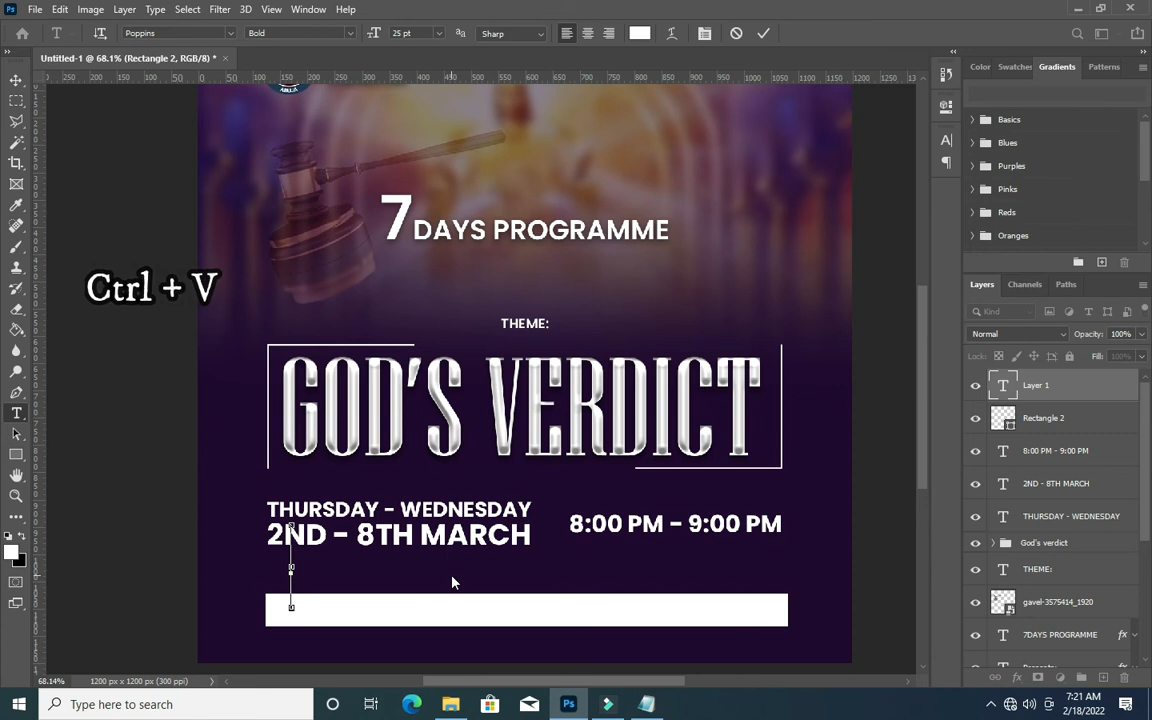 File Edit Image Layer Type Select Filter 3D View Window Help
Poppins Bold 25 pt Sharp
Untitled-1 @ 68.1% (Rectangle 2, RGB/8) *
Color Swatches Gradients Patterns
Basics
Blues
Purples
Pinks
Reds
Oranges
Ctrl + V
7DAYS PROGRAMME
THEME:
GOD'S VERDICT
THURSDAY - WEDNESDAY
2ND - 8TH MARCH
8:00 PM - 9:00 PM
Layers Channels Paths
Kind
Normal Opacity: 100%
Lock: Fill: 100%
Layer 1
Rectangle 2
8:00 PM - 9:00 PM
2ND - 8TH MARCH
THURSDAY - WEDNESDAY
God's verdict
THEME:
gavel-3575414_1920
7DAYS PROGRAMME fx
68.14% 1200 px x 1200 px (300 ppi)
Type here to search
7:21 AM
2/18/2022